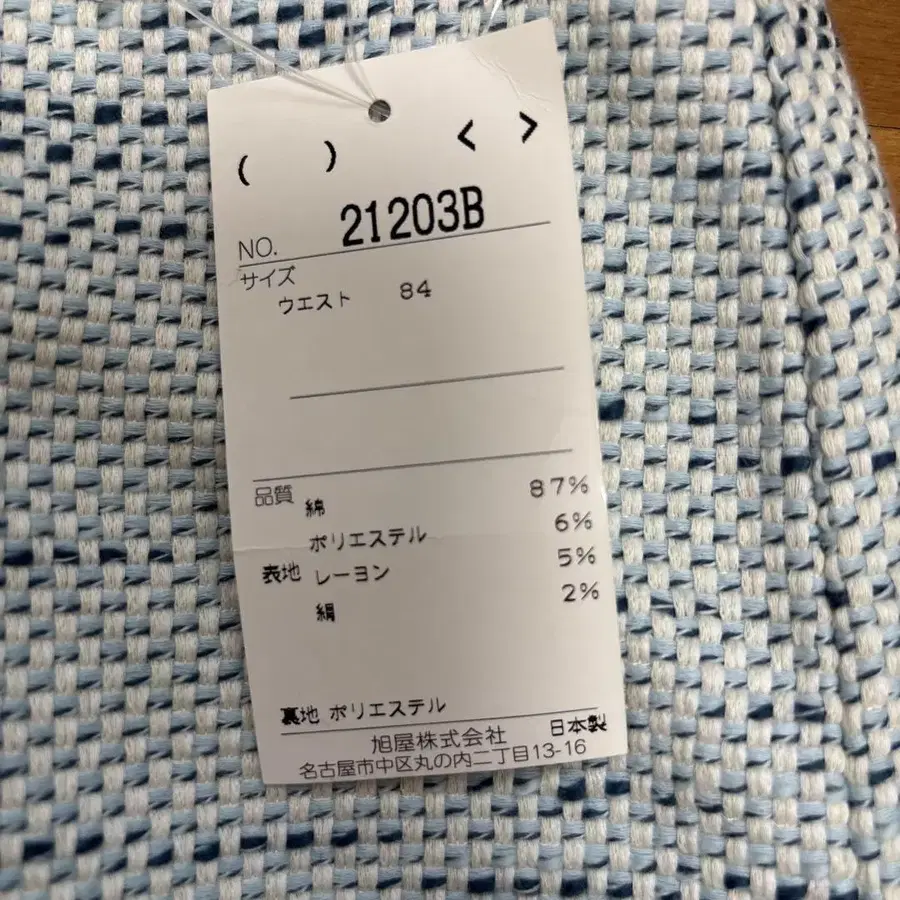 ( ) < >
NO. 21203B
サイズ
ウエスト 84
品質 綿 87%
ポリエステル 6%
表地 レーヨン 5%
絹 2%
裏地 ポリエステル
旭屋株式会社 日本製
名古屋市中区丸の内二丁目13-16